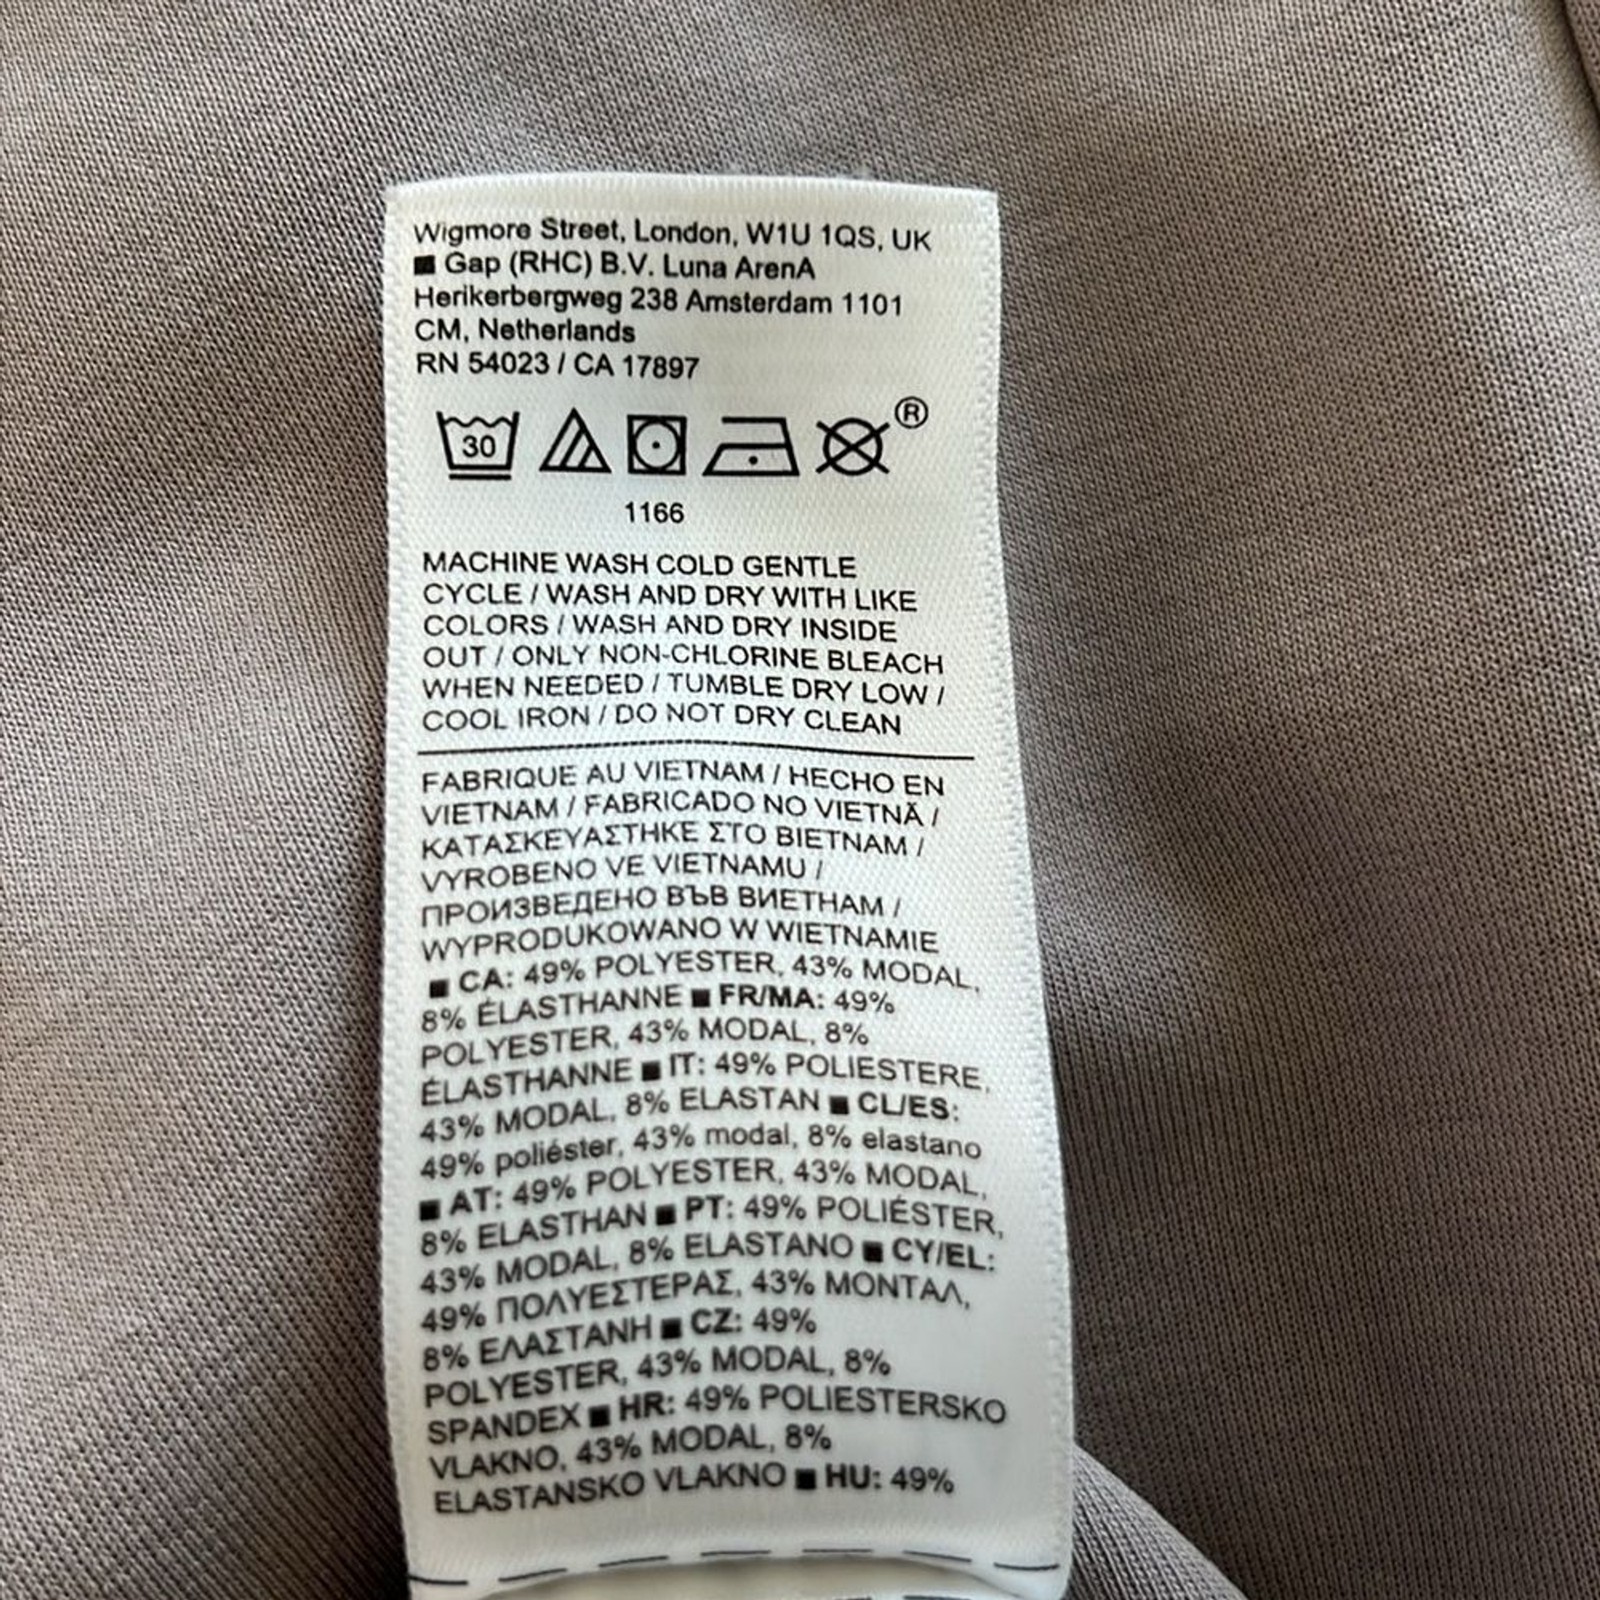 Wigmore Street, London, W1U 1QS, UK
■ Gap (RHC) B.V. Luna ArenA
Herikerbergweg 238 Amsterdam 1101
CM, Netherlands
RN 54023 / CA 17897
30 ®
1166
MACHINE WASH COLD GENTLE
CYCLE / WASH AND DRY WITH LIKE
COLORS / WASH AND DRY INSIDE
OUT / ONLY NON-CHLORINE BLEACH
WHEN NEEDED / TUMBLE DRY LOW /
COOL IRON / DO NOT DRY CLEAN
FABRIQUE AU VIETNAM / HECHO EN
VIETNAM / FABRICADO NO VIETNÃ /
ΚΑΤΑΣΚΕΥΑΣΤΗΚΕ ΣΤΟ ΒΙΕΤΝΑΜ /
VYROBENO VE VIETNAMU /
ПРОИЗВЕДЕНО ВЪВ ВИЕТНАМ /
WYPRODUKOWANO W WIETNAMIE
■ CA: 49% POLYESTER, 43% MODAL,
8% ÉLASTHANNE ■ FR/MA: 49%
POLYESTER, 43% MODAL, 8%
ÉLASTHANNE ■ IT: 49% POLIESTERE,
43% MODAL, 8% ELASTAN ■ CL/ES:
49% poliéster, 43% modal, 8% elastano
■ AT: 49% POLYESTER, 43% MODAL,
8% ELASTHAN ■ PT: 49% POLIÉSTER,
43% MODAL, 8% ELASTANO ■ CY/EL:
49% ΠΟΛΥΕΣΤΕΡΑΣ, 43% ΜΟΝΤΑΛ,
8% ΕΛΑΣΤΑΝΗ ■ CZ: 49%
POLYESTER, 43% MODAL, 8%
SPANDEX ■ HR: 49% POLIESTERSKO
VLAKNO, 43% MODAL, 8%
ELASTANSKO VLAKNO ■ HU: 49%